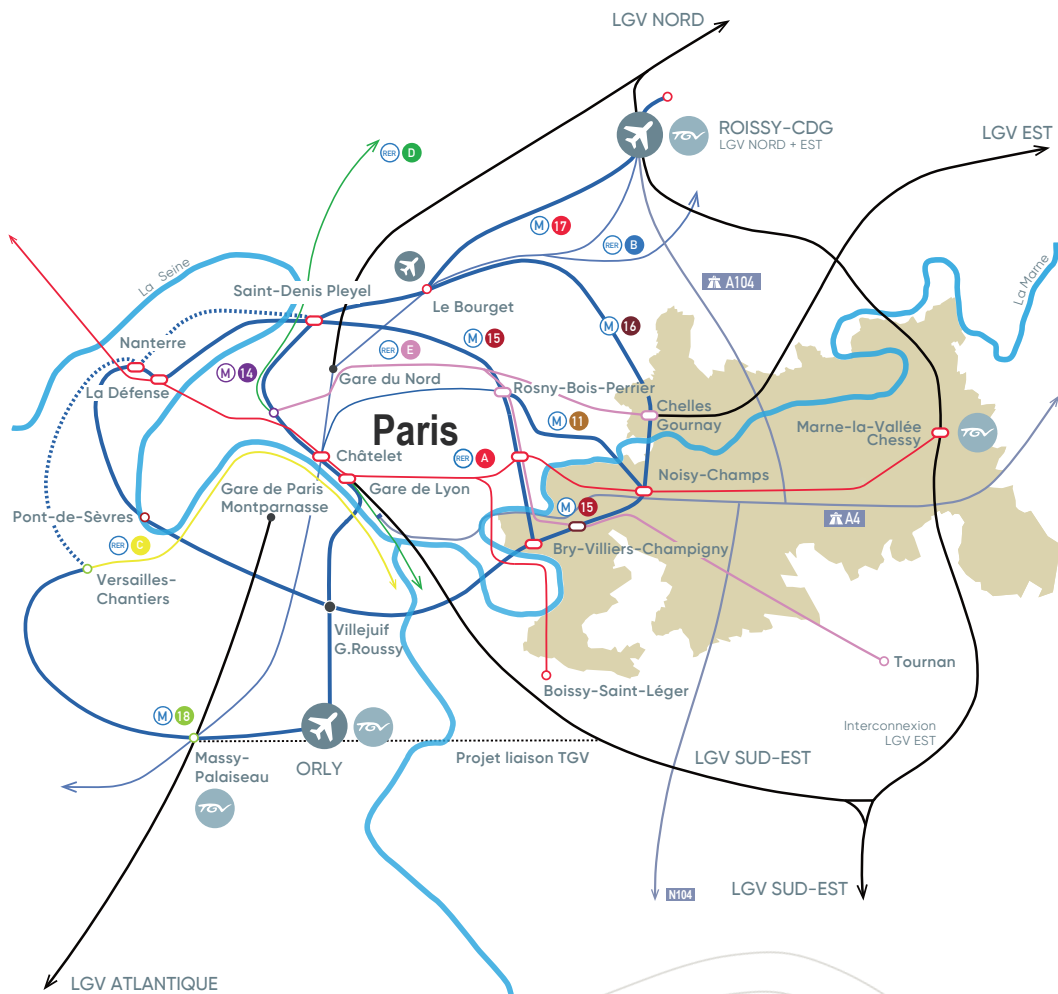 LGV NORD
ROISSY-CDG
LGV NORD + EST
TGV
LGV EST
RER D
M 17
RER B
La Seine
A104
La Marne
Saint-Denis Pleyel
Le Bourget
M 16
M 15
Nanterre
RER E
M 14
Gare du Nord
Rosny-Bois-Perrier
La Défense
Chelles
Gournay
M 11
Paris
Marne-la-Vallée
Chessy
TGV
Châtelet
RER A
Noisy-Champs
Gare de Lyon
Gare de Paris
Montparnasse
M 15
Pont-de-Sèvres
A4
RER C
Bry-Villiers-Champigny
Versailles-
Chantiers
Villejuif
G.Roussy
Tournan
Boissy-Saint-Léger
M 18
TGV
Interconnexion
LGV EST
Massy-
Palaiseau
ORLY
Projet liaison TGV
LGV SUD-EST
TGV
LGV SUD-EST
N104
LGV ATLANTIQUE